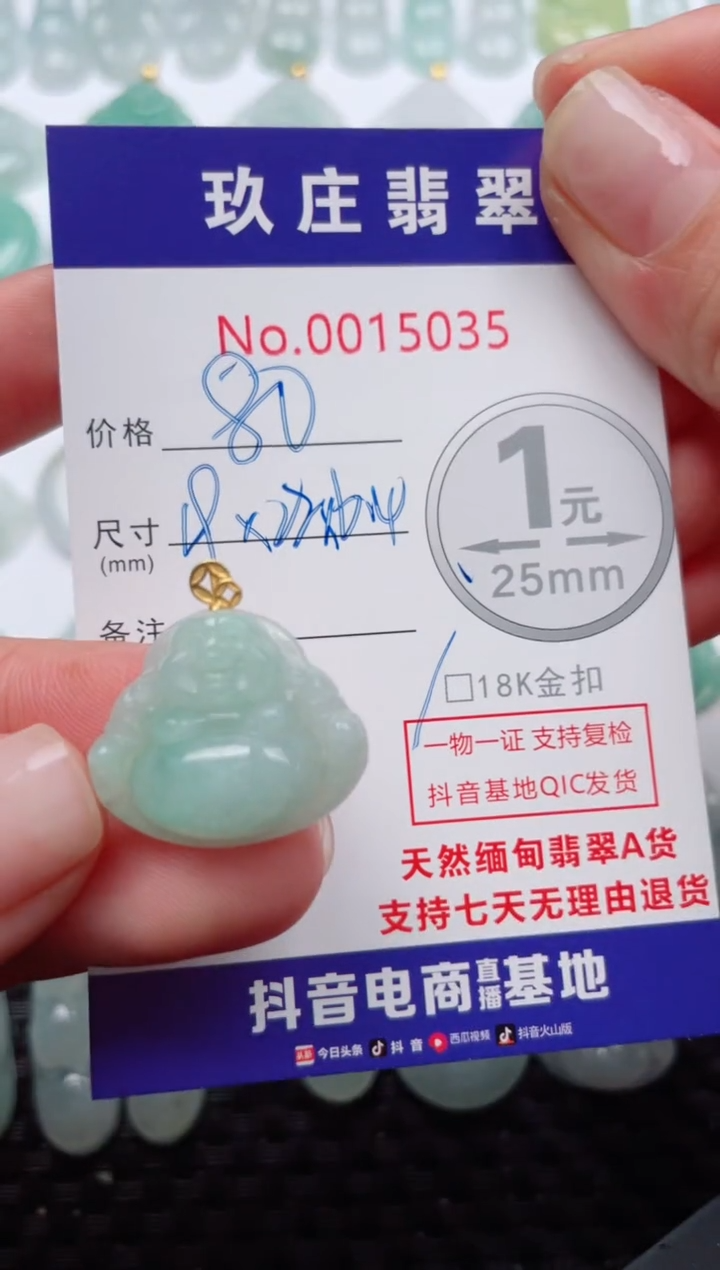 玖庄翡翠
No.0015035
价格 80
尺寸
(mm)
备注
1元
25mm
□18K金扣
一物一证 支持复检
抖音基地QIC发货
天然缅甸翡翠A货
支持七天无理由退货
抖音电商直播基地
头条 今日头条 抖音 西瓜视频 抖音火山版